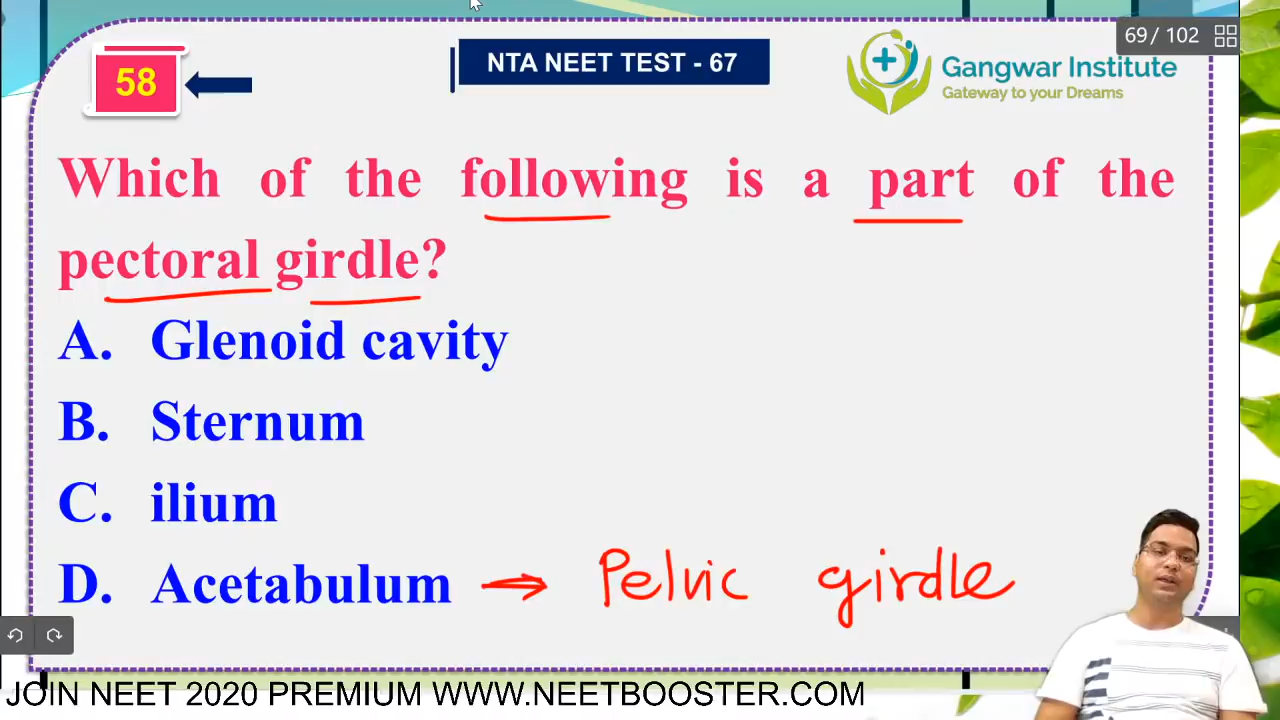 69 / 102
58
NTA NEET TEST - 67
Gangwar Institute
Gateway to your Dreams
Which of the following is a part of the
pectoral girdle?
A. Glenoid cavity
B. Sternum
C. ilium
D. Acetabulum → Pelvic girdle
JOIN NEET 2020 PREMIUM WWW.NEETBOOSTER.COM